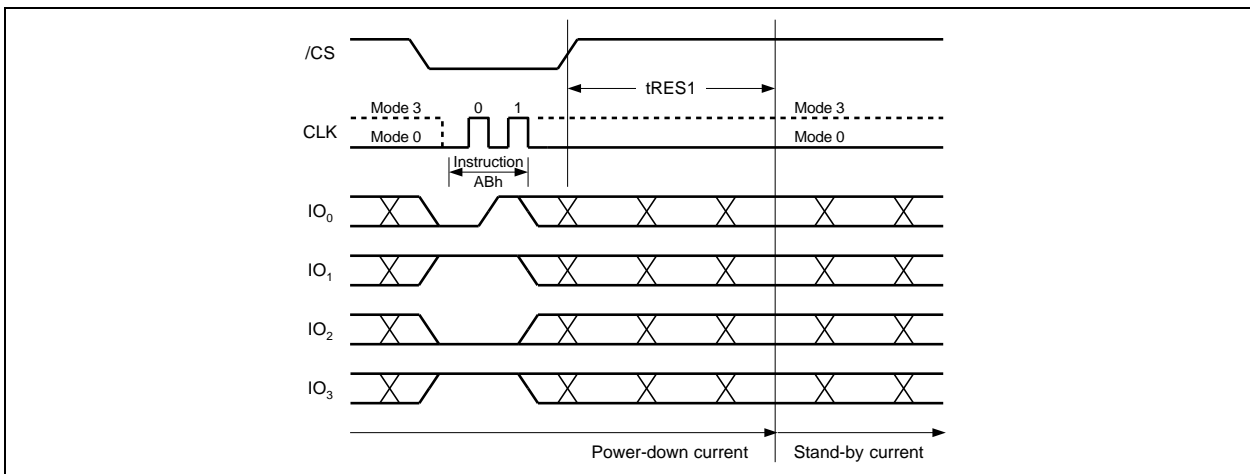 /CS
tRES1
Mode 3 0 1 Mode 3
CLK
Mode 0 Mode 0
Instruction
ABh
IO0
IO1
IO2
IO3
Power-down current Stand-by current